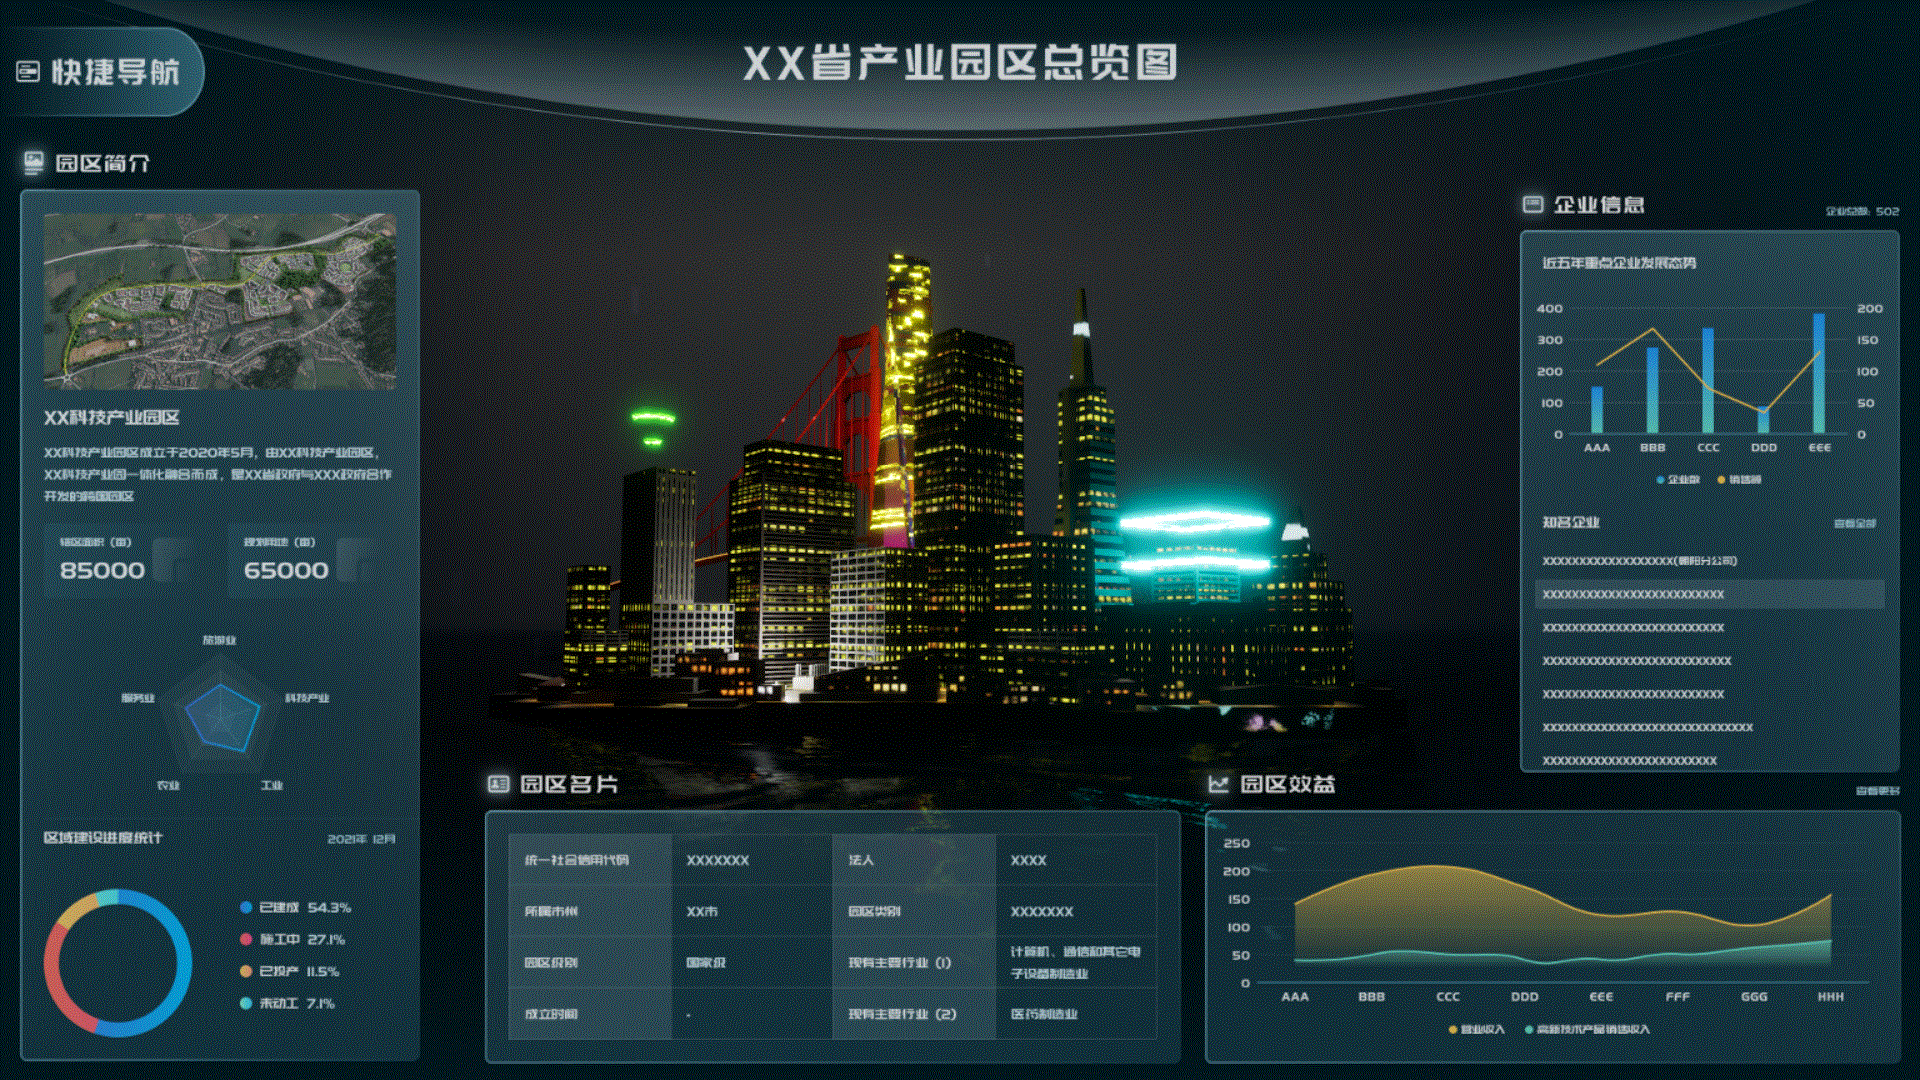 快捷导航
XX省产业园区总览图
园区简介
XX科技产业园区
XX科技产业园区成立于2020年5月，由XX科技产业园区，
XX科技产业园一体化融合而成，是XX省政府与XXX政府合作
开发的跨国园区
辖区面积（亩）
85000
规划用地（亩）
65000
旅游业
服务业
科技产业
农业
工业
区域建设进度统计
2021年 12月
已建成 54.3%
施工中 27.1%
已投产 11.5%
未动工 7.1%
园区名片
统一社会信用代码 XXXXXXX 法人 XXXX
所属市州 XX市 园区类别 XXXXXXX
园区级别 国家级 现有主要行业（1） 计算机、通信和其它电
子设备制造业
成立时间 - 现有主要行业（2） 医药制造业
企业信息
企业总数: 502
近五年重点企业发展态势
400 200
300 150
200 100
100 50
0 0
AAA BBB CCC DDD EEE
企业数 销售额
知名企业
查看全部
XXXXXXXXXXXXXXXXXX(朝阳分公司)
XXXXXXXXXXXXXXXXXXXXXXXXX
XXXXXXXXXXXXXXXXXXXXXXXXX
XXXXXXXXXXXXXXXXXXXXXXXXXX
XXXXXXXXXXXXXXXXXXXXXXXXX
XXXXXXXXXXXXXXXXXXXXXXXXXXXXX
XXXXXXXXXXXXXXXXXXXXXXXX
园区效益
查看更多
250
200
150
100
50
0
AAA BBB CCC DDD EEE FFF GGG HHH
营业收入 高新技术产品销售收入